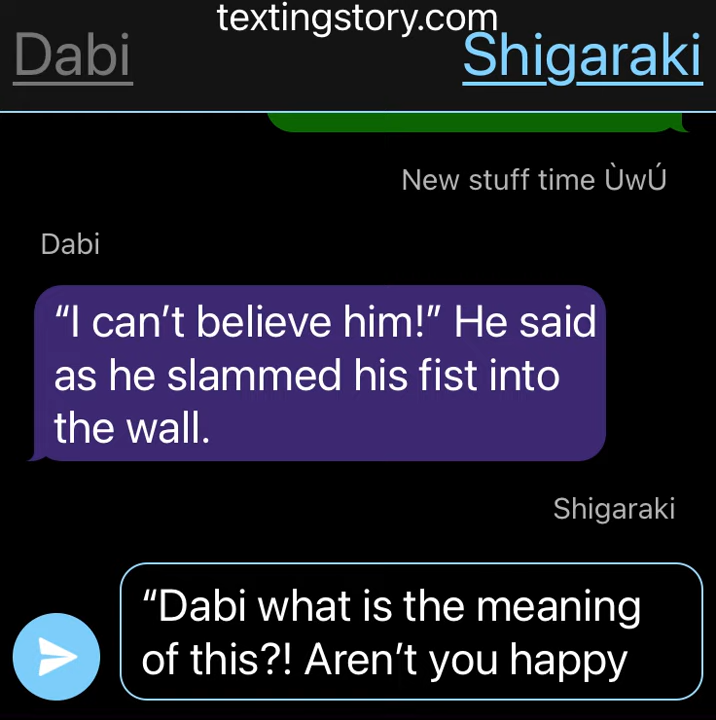 textingstory.com
Dabi Shigaraki
New stuff time ÙwÚ
Dabi
“I can’t believe him!” He said
as he slammed his fist into
the wall.
Shigaraki
“Dabi what is the meaning
of this?! Aren’t you happy